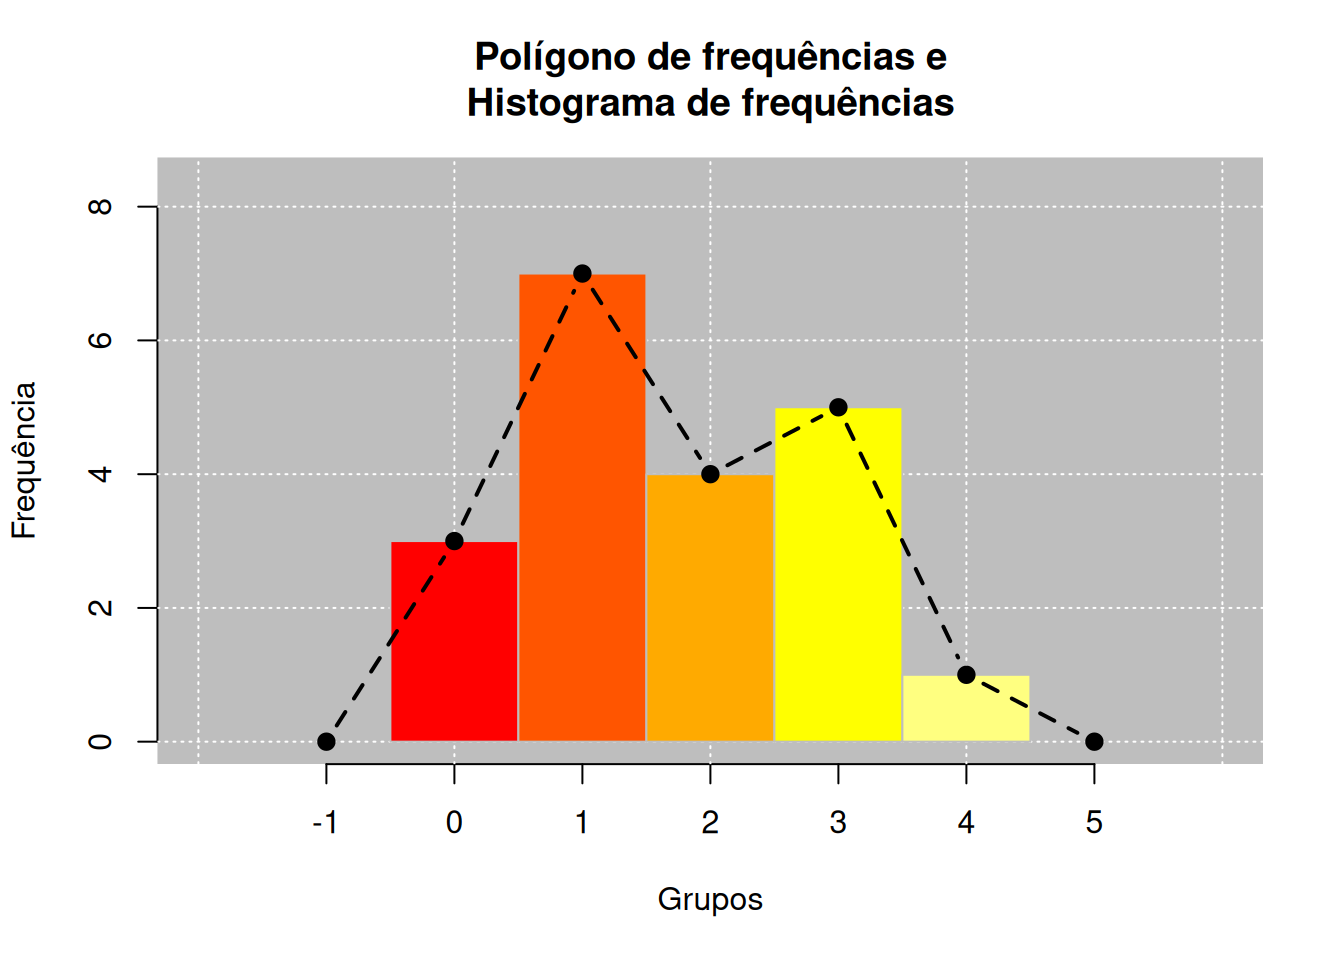 Polígono de frequências e
Histograma de frequências
8
6
4
2
0
Frequência
-1 0 1 2 3 4 5
Grupos